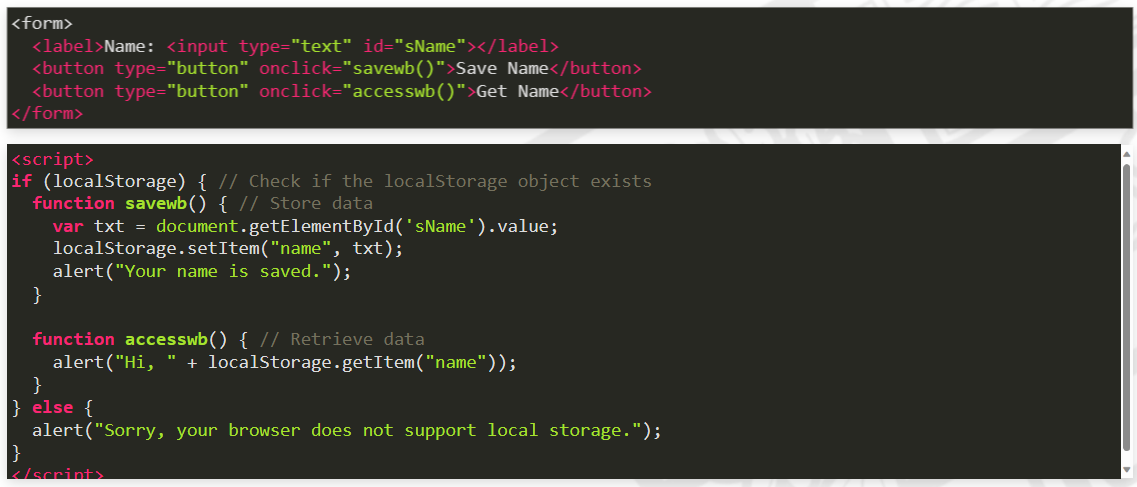 <form>
  <label>Name: <input type="text" id="sName"></label>
  <button type="button" onclick="savewb()">Save Name</button>
  <button type="button" onclick="accesswb()">Get Name</button>
</form>
<script>
if (localStorage) { // Check if the localStorage object exists
  function savewb() { // Store data
    var txt = document.getElementById('sName').value;
    localStorage.setItem("name", txt);
    alert("Your name is saved.");
  }

  function accesswb() { // Retrieve data
    alert("Hi, " + localStorage.getItem("name"));
  }
} else {
  alert("Sorry, your browser does not support local storage.");
}
</script>